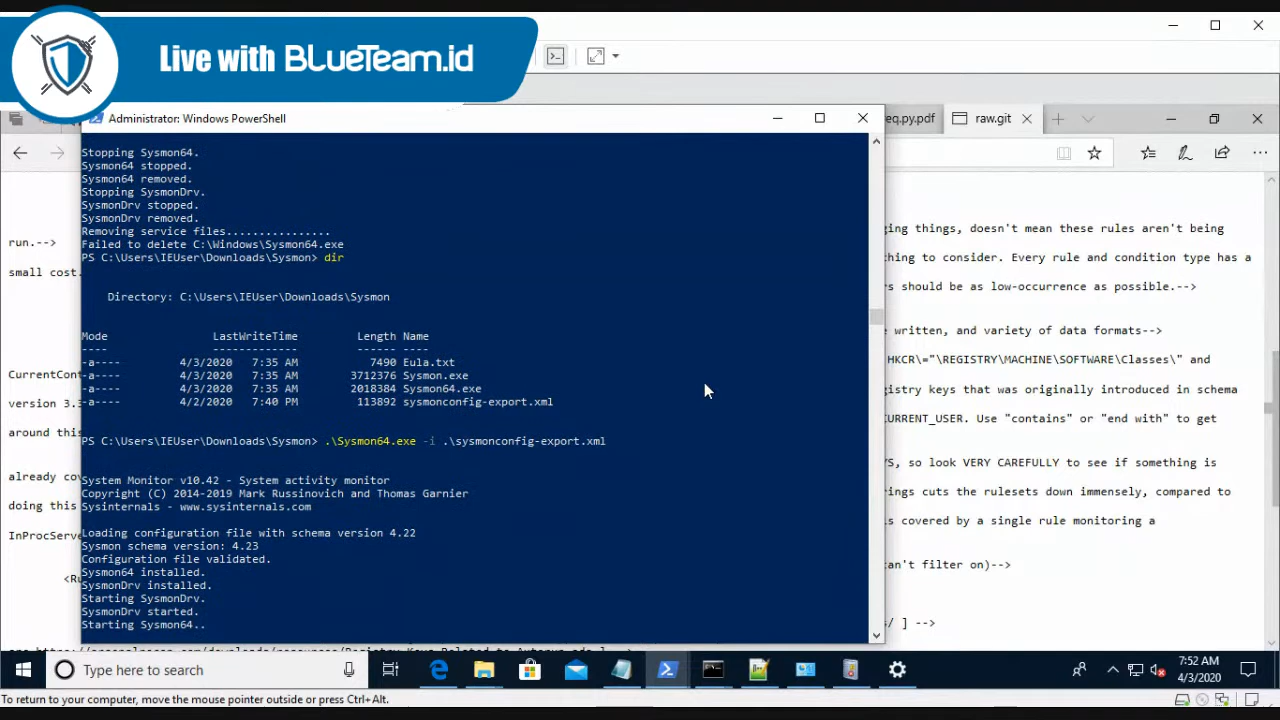 Live with BLUETeam.id
Administrator: Windows PowerShell
eq.py.pdf
raw.git
Stopping Sysmon64.
Sysmon64 stopped.
Sysmon64 removed.
Stopping SysmonDrv.
SysmonDrv stopped.
SysmonDrv removed.
Removing service files................
Failed to delete C:\Windows\Sysmon64.exe
PS C:\Users\IEUser\Downloads\Sysmon> dir
Directory: C:\Users\IEUser\Downloads\Sysmon
Mode LastWriteTime Length Name
---- ------------- ------ ----
-a---- 4/3/2020 7:35 AM 7490 Eula.txt
-a---- 4/3/2020 7:35 AM 3712376 Sysmon.exe
-a---- 4/3/2020 7:35 AM 2018384 Sysmon64.exe
-a---- 4/2/2020 7:40 PM 113892 sysmonconfig-export.xml
PS C:\Users\IEUser\Downloads\Sysmon> .\Sysmon64.exe -i .\sysmonconfig-export.xml
System Monitor v10.42 - System activity monitor
Copyright (C) 2014-2019 Mark Russinovich and Thomas Garnier
Sysinternals - www.sysinternals.com
Loading configuration file with schema version 4.22
Sysmon schema version: 4.23
Configuration file validated.
Sysmon64 installed.
SysmonDrv installed.
Starting SysmonDrv.
SysmonDrv started.
Starting Sysmon64..
run.-->
small cost.
CurrentCont
version 3.3
around this
already cov
doing this
InProcServe
<Ru
ging things, doesn't mean these rules aren't being
thing to consider. Every rule and condition type has a
rs should be as low-occurrence as possible.-->
e written, and variety of data formats-->
HKCR\="\REGISTRY\MACHINE\SOFTWARE\Classes\" and
gistry keys that was originally introduced in schema
CURRENT_USER. Use "contains" or "end with" to get
YS, so look VERY CAREFULLY to see if something is
rings cuts the rulesets down immensely, compared to
is covered by a single rule monitoring a
can't filter on)-->
s/ ] -->
Type here to search
7:52 AM
4/3/2020
To return to your computer, move the mouse pointer outside or press Ctrl+Alt.